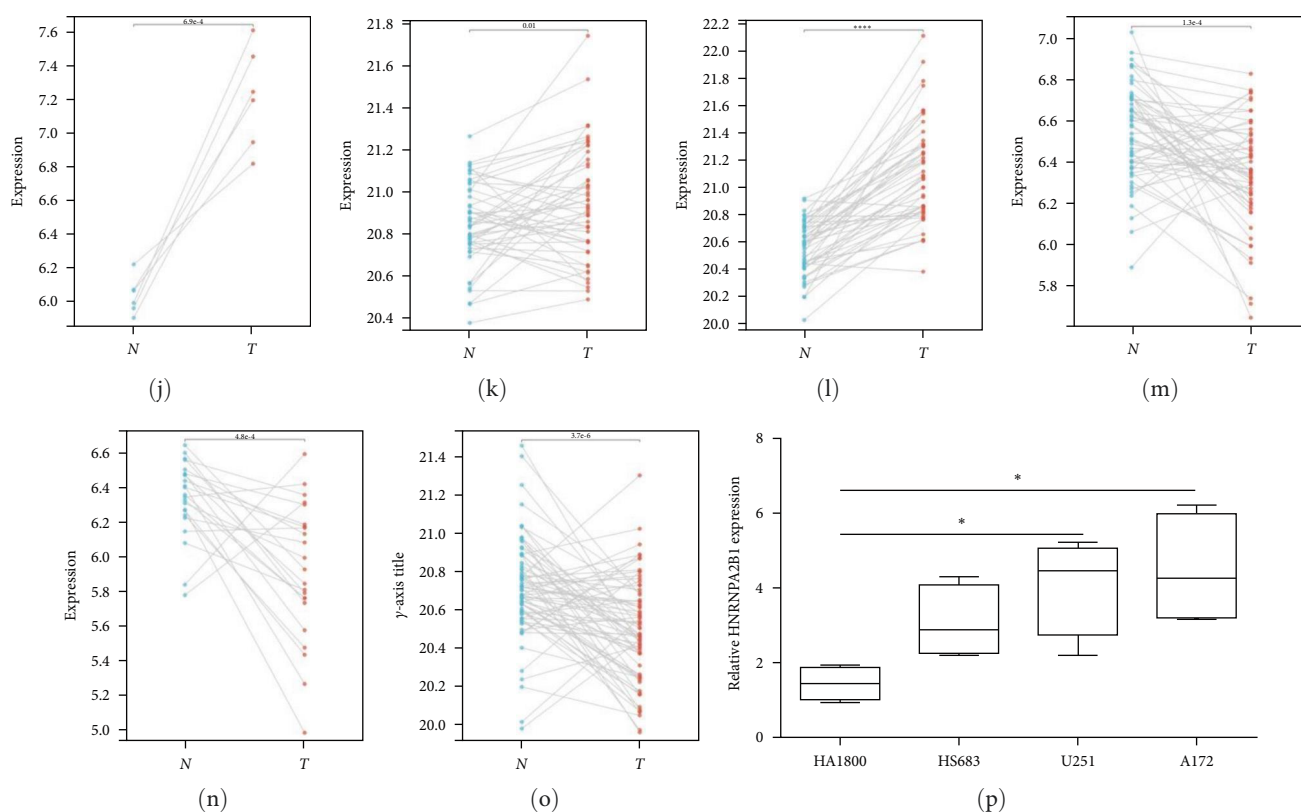 6.9e-4
7.6
7.4
7.2
7.0
6.8
6.6
6.4
6.2
6.0
Expression
N T
(j)
0.01
21.8
21.6
21.4
21.2
21.0
20.8
20.6
20.4
Expression
N T
(k)
****
22.2
22.0
21.8
21.6
21.4
21.2
21.0
20.8
20.6
20.4
20.2
20.0
Expression
N T
(l)
1.3e-4
7.0
6.8
6.6
6.4
6.2
6.0
5.8
Expression
N T
(m)
4.8e-4
6.6
6.4
6.2
6.0
5.8
5.6
5.4
5.2
5.0
Expression
N T
(n)
3.7e-6
21.4
21.2
21.0
20.8
20.6
20.4
20.2
20.0
γ-axis title
N T
(o)
8
6
4
2
0
Relative HNRNPA2B1 expression
*
*
HA1800 HS683 U251 A172
(p)